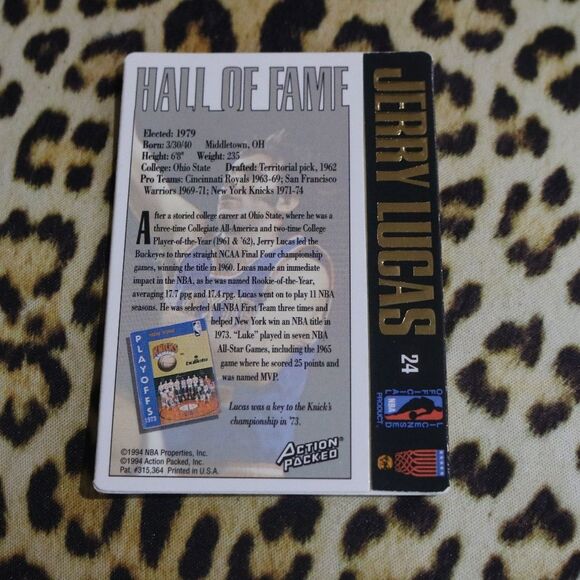 HALL OF FAME
Elected: 1979
Born: 3/30/40 Middletown, OH
Height: 6'8" Weight: 235
College: Ohio State Drafted: Territorial pick, 1962
Pro Teams: Cincinnati Royals 1963-69; San Francisco
Warriors 1969-71; New York Knicks 1971-74
After a storied college career at Ohio State, where he was a
three-time Collegiate All-America and two-time College
Player-of-the-Year (1961 & '62), Jerry Lucas led the
Buckeyes to three straight NCAA Final Four championship
games, winning the title in 1960. Lucas made an immediate
impact in the NBA, as he was named Rookie-of-the-Year,
averaging 17.7 ppg and 17.4 rpg. Lucas went on to play 11 NBA
seasons. He was selected All-NBA First Team three times and
helped New York win an NBA title in
1973. "Luke" played in seven NBA
All-Star Games, including the 1965
game where he scored 25 points and
was named MVP.
PLAYOFFS
1973
KNICKS
bullets
Lucas was a key to the Knick's
championship in '73.
©1994 NBA Properties, Inc.
©1994 Action Packed, Inc.
Pat. #315,364 Printed in U.S.A.
ACTION
PACKED
JERRY LUCAS
24
OFFICIAL
LICENSED
NBA
PRODUCT